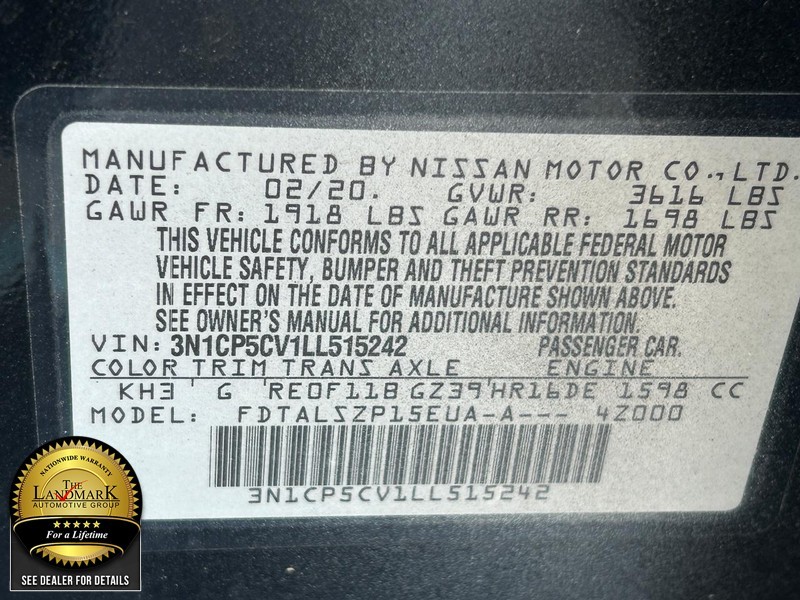 MANUFACTURED BY NISSAN MOTOR CO., LTD.
DATE: 02/20. GVWR: 3616 LBS
GAWR FR: 1918 LBS GAWR RR: 1698 LBS
THIS VEHICLE CONFORMS TO ALL APPLICABLE FEDERAL MOTOR
VEHICLE SAFETY, BUMPER AND THEFT PREVENTION STANDARDS
IN EFFECT ON THE DATE OF MANUFACTURE SHOWN ABOVE.
SEE OWNER'S MANUAL FOR ADDITIONAL INFORMATION.
VIN: 3N1CP5CV1LL515242 PASSENGER CAR.
COLOR TRIM TRANS AXLE ENGINE
KH3 G RE0F11B GZ39 HR16DE 1598 CC
MODEL: FDTALSZP15EUA-A--- 4Z000
3N1CP5CV1LL515242
NATIONWIDE WARRANTY
THE
LANDMARK
AUTOMOTIVE GROUP
For a Lifetime
SEE DEALER FOR DETAILS